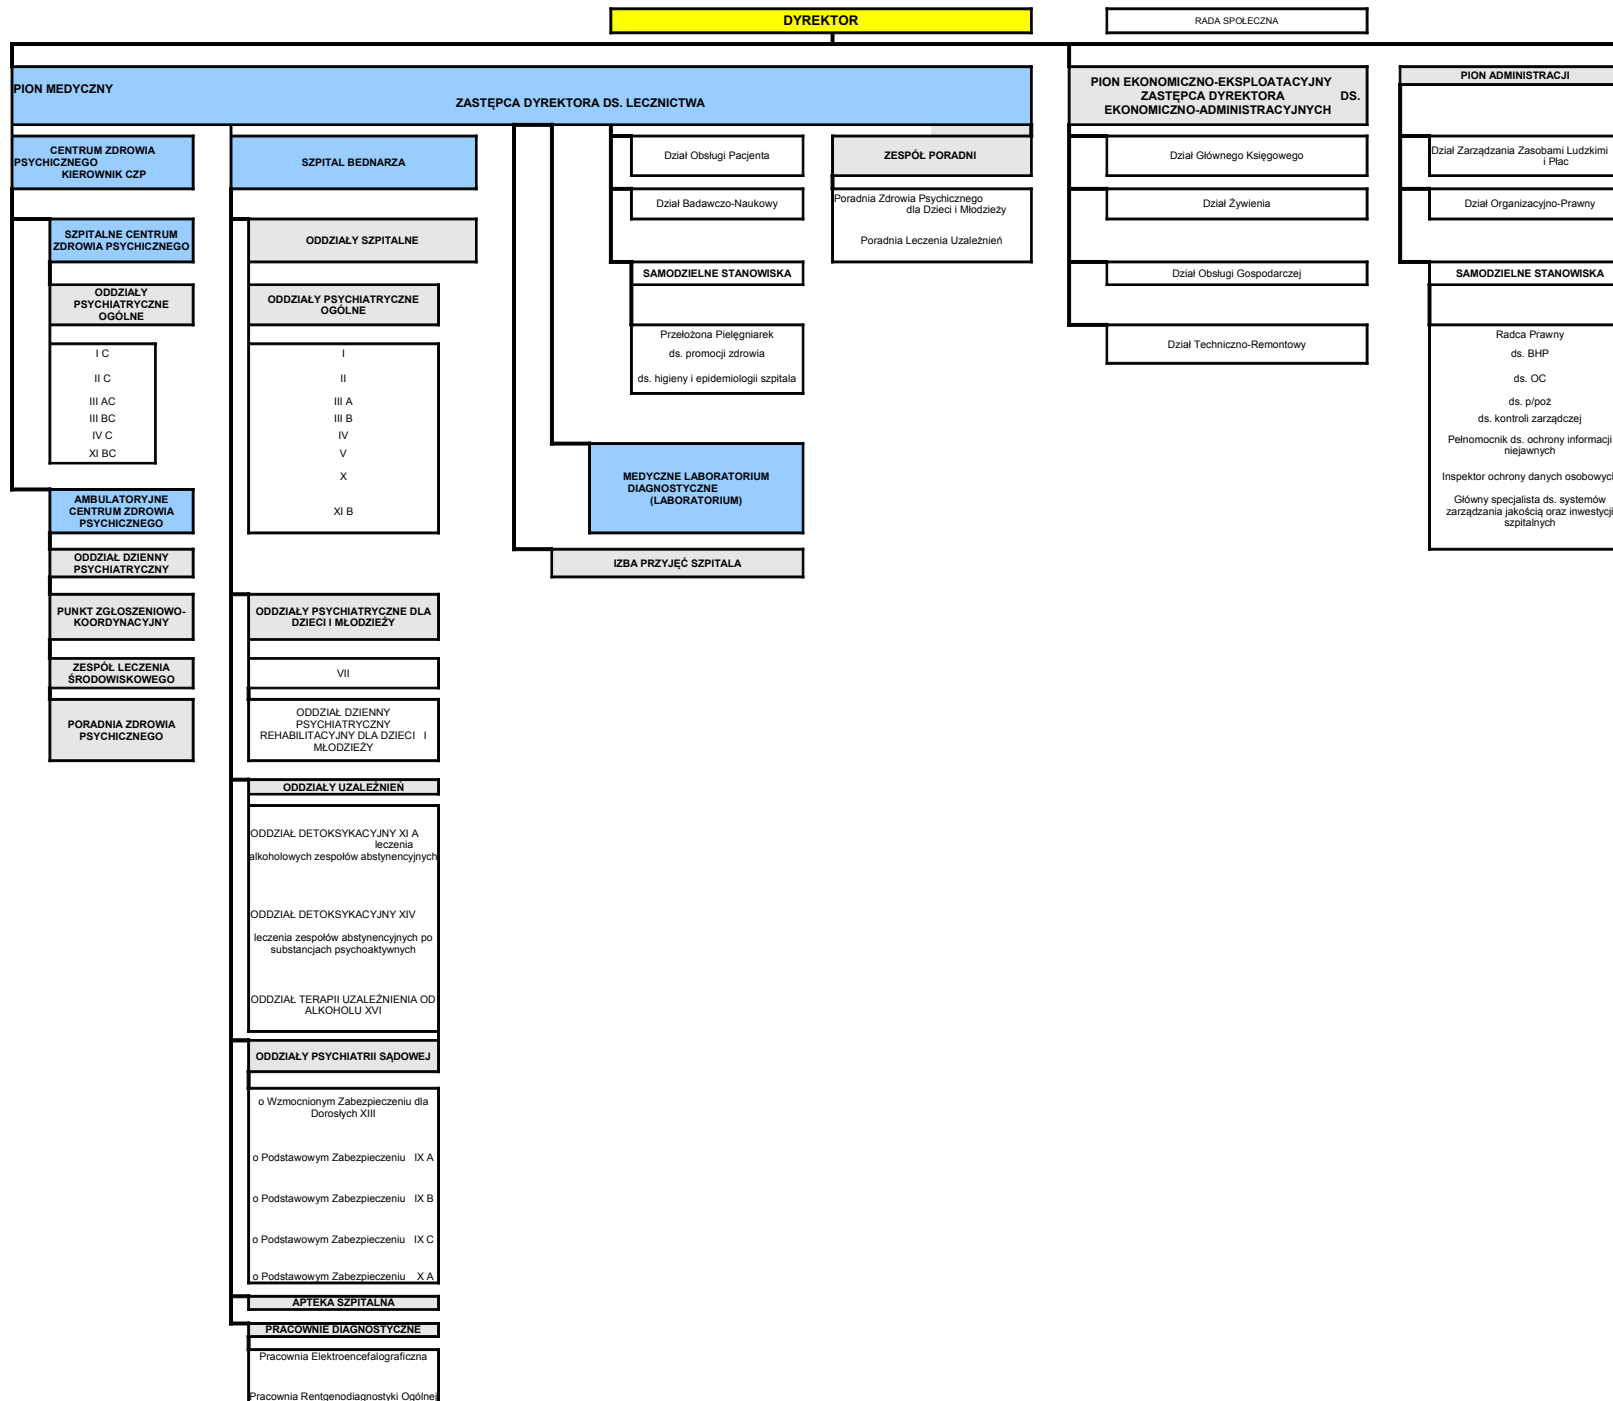 DYREKTOR
RADA SPOŁECZNA
PION MEDYCZNY
ZASTĘPCA DYREKTORA DS. LECZNICTWA
PION EKONOMICZNO-EKSPLOATACYJNY
ZASTĘPCA DYREKTORA DS.
EKONOMICZNO-ADMINISTRACYJNYCH
PION ADMINISTRACJI
CENTRUM ZDROWIA
PSYCHICZNEGO
KIEROWNIK CZP
SZPITAL BEDNARZA
Dział Obsługi Pacjenta
ZESPÓŁ PORADNI
Dział Głównego Księgowego
Dział Zarządzania Zasobami Ludzkimi
i Płac
Dział Badawczo-Naukowy
Poradnia Zdrowia Psychicznego
dla Dzieci i Młodzieży
Poradnia Leczenia Uzależnień
Dział Żywienia
Dział Organizacyjno-Prawny
SZPITALNE CENTRUM
ZDROWIA PSYCHICZNEGO
ODDZIAŁY SZPITALNE
SAMODZIELNE STANOWISKA
Dział Obsługi Gospodarczej
SAMODZIELNE STANOWISKA
ODDZIAŁY
PSYCHIATRYCZNE
OGÓLNE
ODDZIAŁY PSYCHIATRYCZNE
OGÓLNE
Przełożona Pielęgniarek
ds. promocji zdrowia
ds. higieny i epidemiologii szpitala
Dział Techniczno-Remontowy
Radca Prawny
ds. BHP
ds. OC
ds. p/poż
ds. kontroli zarządczej
Pełnomocnik ds. ochrony informacji
niejawnych
Inspektor ochrony danych osobowych
Główny specjalista ds. systemów
zarządzania jakością oraz inwestycji
szpitalnych
I C
II C
III AC
III BC
IV C
XI BC
I
II
III A
III B
IV
V
X
XI B
MEDYCZNE LABORATORIUM
DIAGNOSTYCZNE
(LABORATORIUM)
AMBULATORYJNE
CENTRUM ZDROWIA
PSYCHICZNEGO
ODDZIAŁ DZIENNY
PSYCHIATRYCZNY
IZBA PRZYJĘĆ SZPITALA
PUNKT ZGŁOSZENIOWO-
KOORDYNACYJNY
ODDZIAŁY PSYCHIATRYCZNE DLA
DZIECI I MŁODZIEŻY
ZESPÓŁ LECZENIA
ŚRODOWISKOWEGO
VII
PORADNIA ZDROWIA
PSYCHICZNEGO
ODDZIAŁ DZIENNY
PSYCHIATRYCZNY
REHABILITACYJNY DLA DZIECI I
MŁODZIEŻY
ODDZIAŁY UZALEŻNIEŃ
ODDZIAŁ DETOKSYKACYJNY XI A
leczenia
alkoholowych zespołów abstynencyjnych
ODDZIAŁ DETOKSYKACYJNY XIV
leczenia zespołów abstynencyjnych po
substancjach psychoaktywnych
ODDZIAŁ TERAPII UZALEŻNIENIA OD
ALKOHOLU XVI
ODDZIAŁY PSYCHIATRII SĄDOWEJ
o Wzmocnionym Zabezpieczeniu dla
Dorosłych XIII
o Podstawowym Zabezpieczeniu IX A
o Podstawowym Zabezpieczeniu IX B
o Podstawowym Zabezpieczeniu IX C
o Podstawowym Zabezpieczeniu X A
APTEKA SZPITALNA
PRACOWNIE DIAGNOSTYCZNE
Pracownia Elektroencefalograficzna
Pracownia Rentgenodiagnostyki Ogólnej